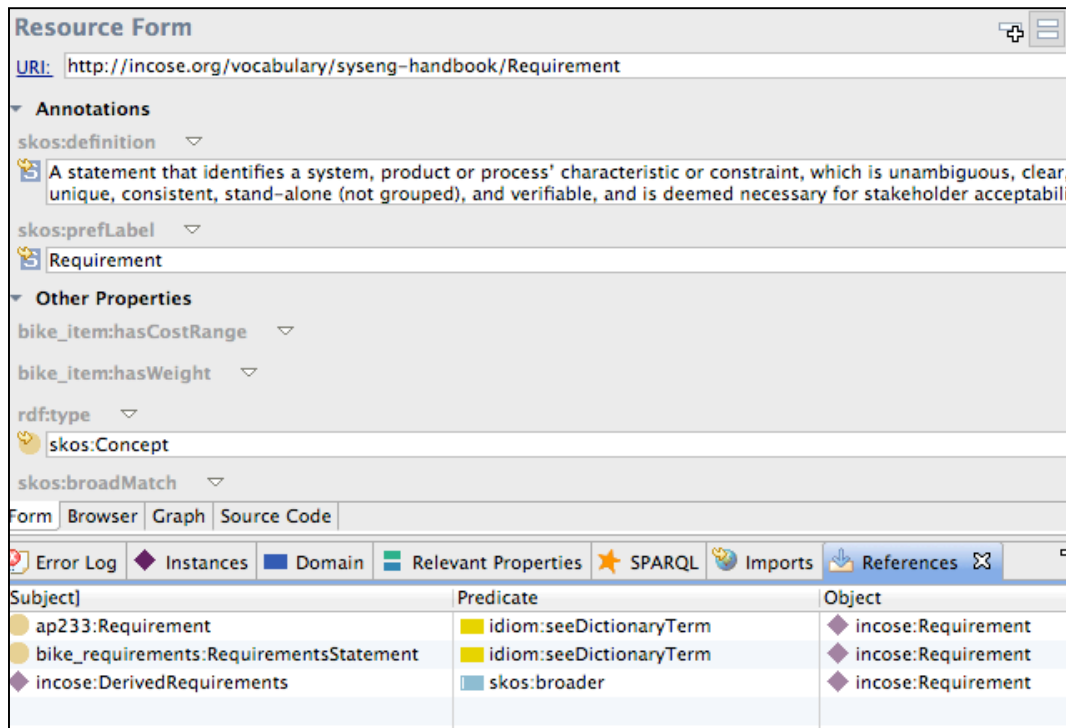 Resource Form
URI: http://incose.org/vocabulary/syseng-handbook/Requirement
Annotations
skos:definition
A statement that identifies a system, product or process' characteristic or constraint, which is unambiguous, clear,
unique, consistent, stand-alone (not grouped), and verifiable, and is deemed necessary for stakeholder acceptabili
skos:prefLabel
Requirement
Other Properties
bike_item:hasCostRange
bike_item:hasWeight
rdf:type
skos:Concept
skos:broadMatch
Form Browser Graph Source Code
Error Log Instances Domain Relevant Properties SPARQL Imports References
Subject] Predicate Object
ap233:Requirement idiom:seeDictionaryTerm incose:Requirement
bike_requirements:RequirementsStatement idiom:seeDictionaryTerm incose:Requirement
incose:DerivedRequirements skos:broader incose:Requirement